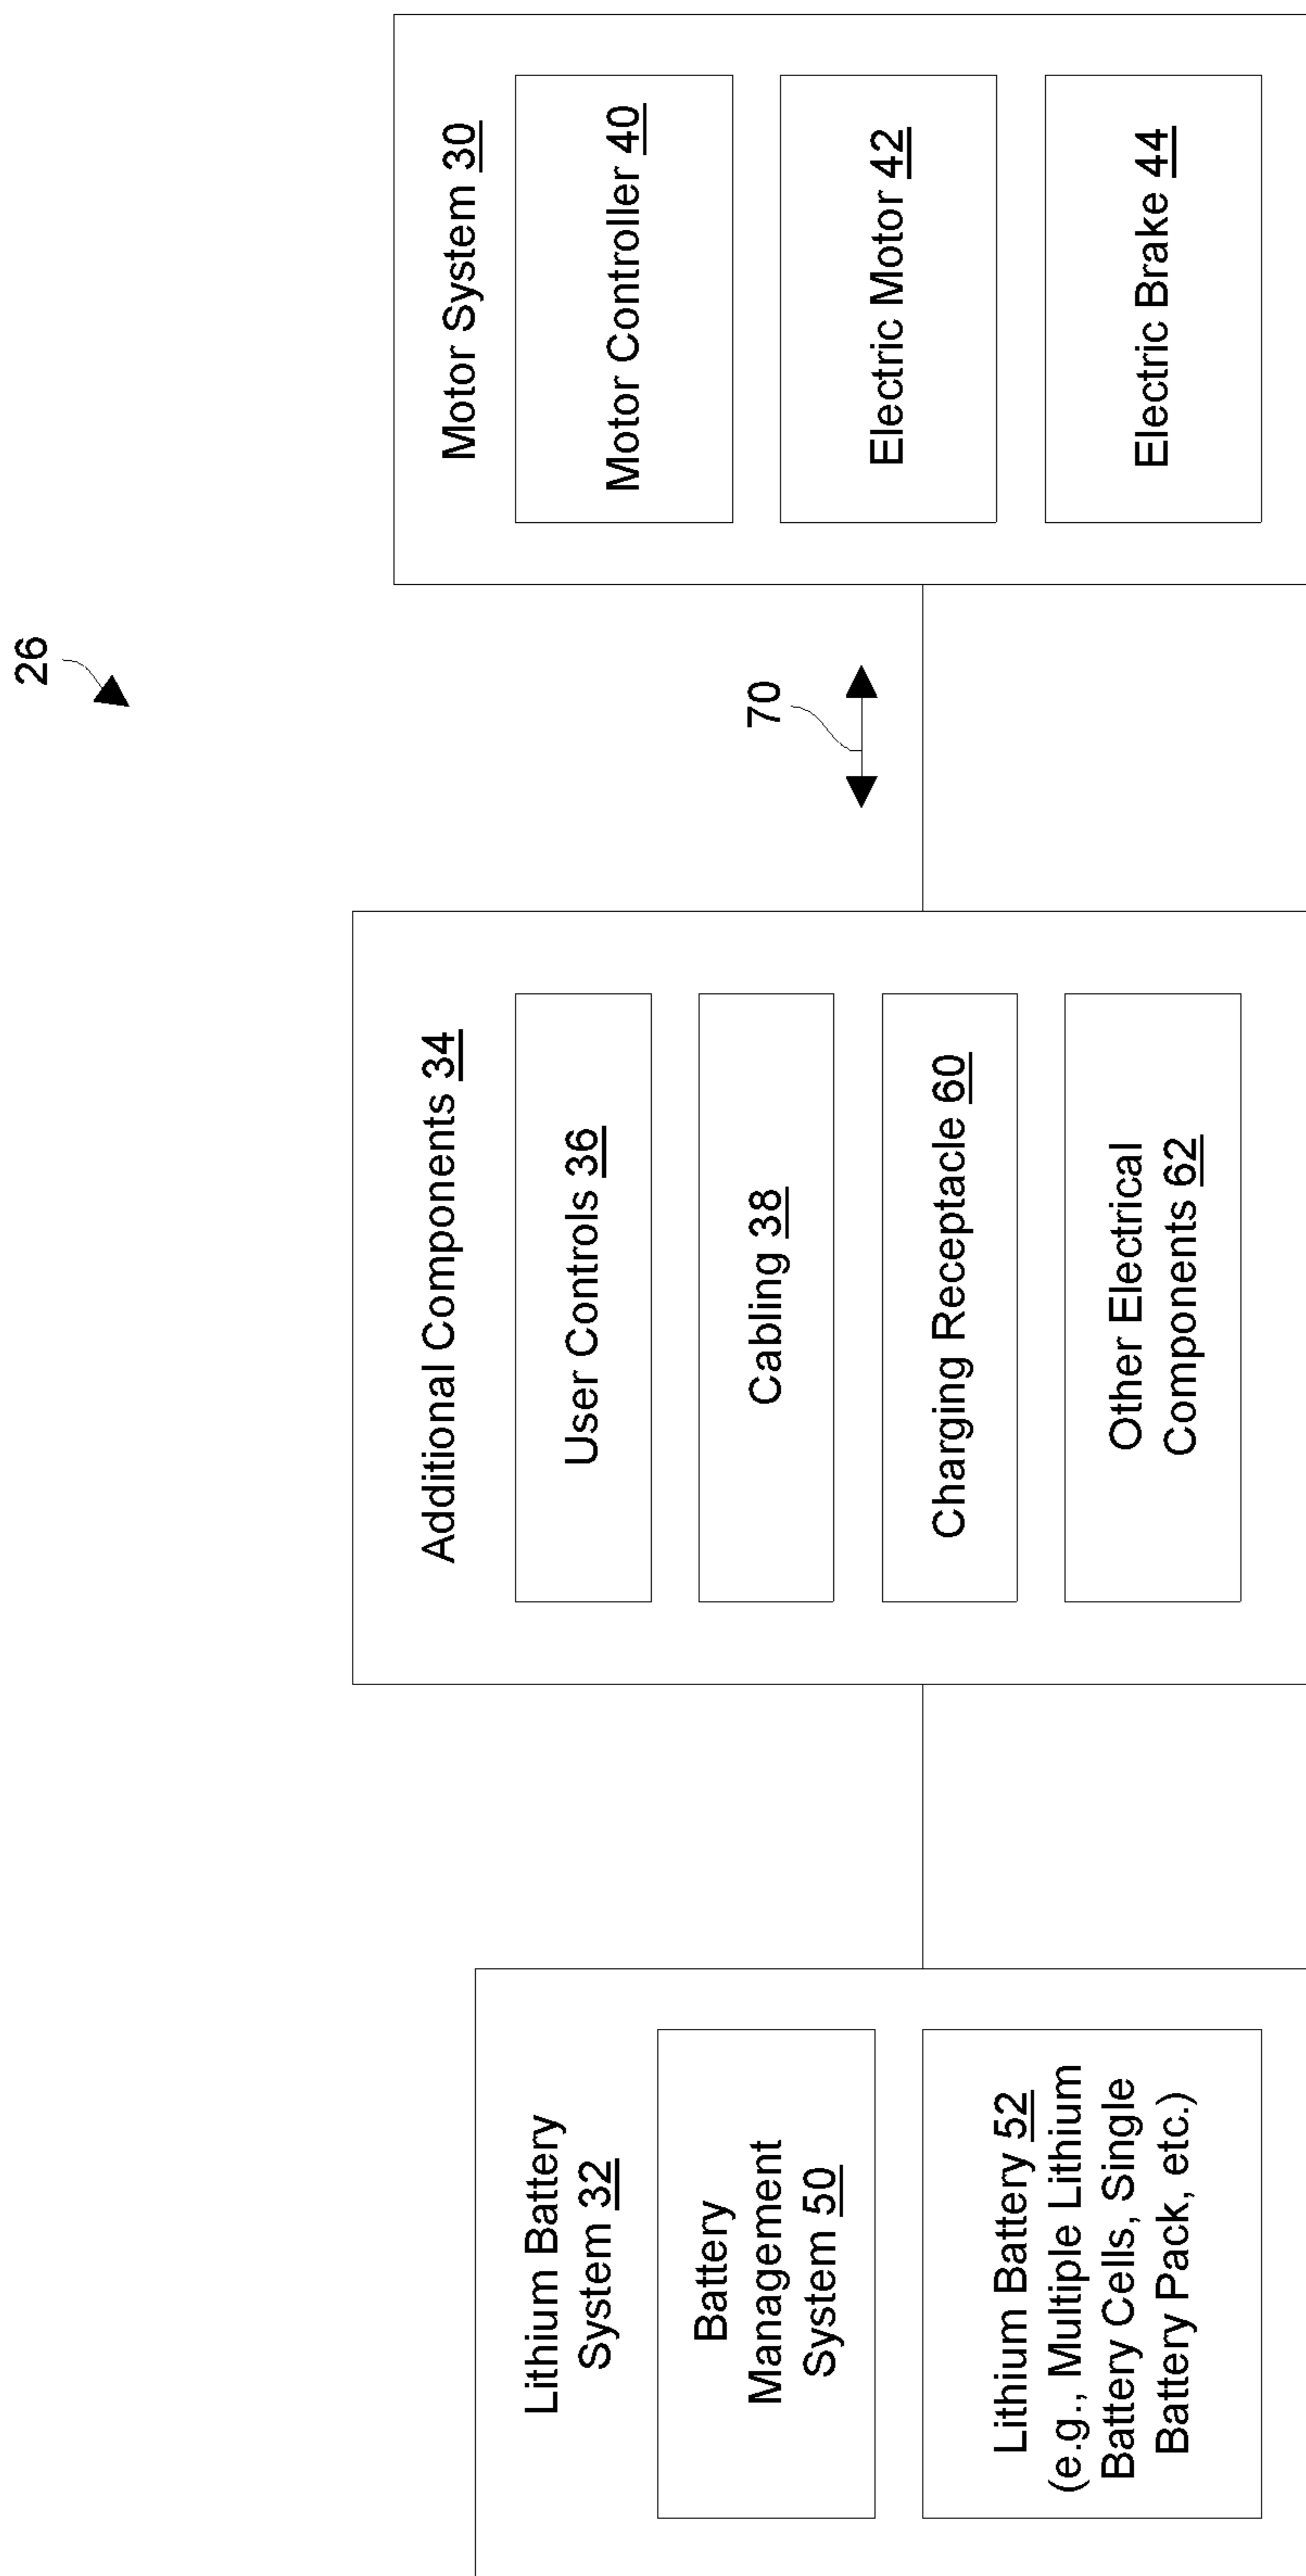 26
Lithium Battery
System 32
Battery
Management
System 50
Lithium Battery 52
(e.g., Multiple Lithium
Battery Cells, Single
Battery Pack, etc.)
Additional Components 34
User Controls 36
Cabling 38
Charging Receptacle 60
Other Electrical
Components 62
70
Motor System 30
Motor Controller 40
Electric Motor 42
Electric Brake 44